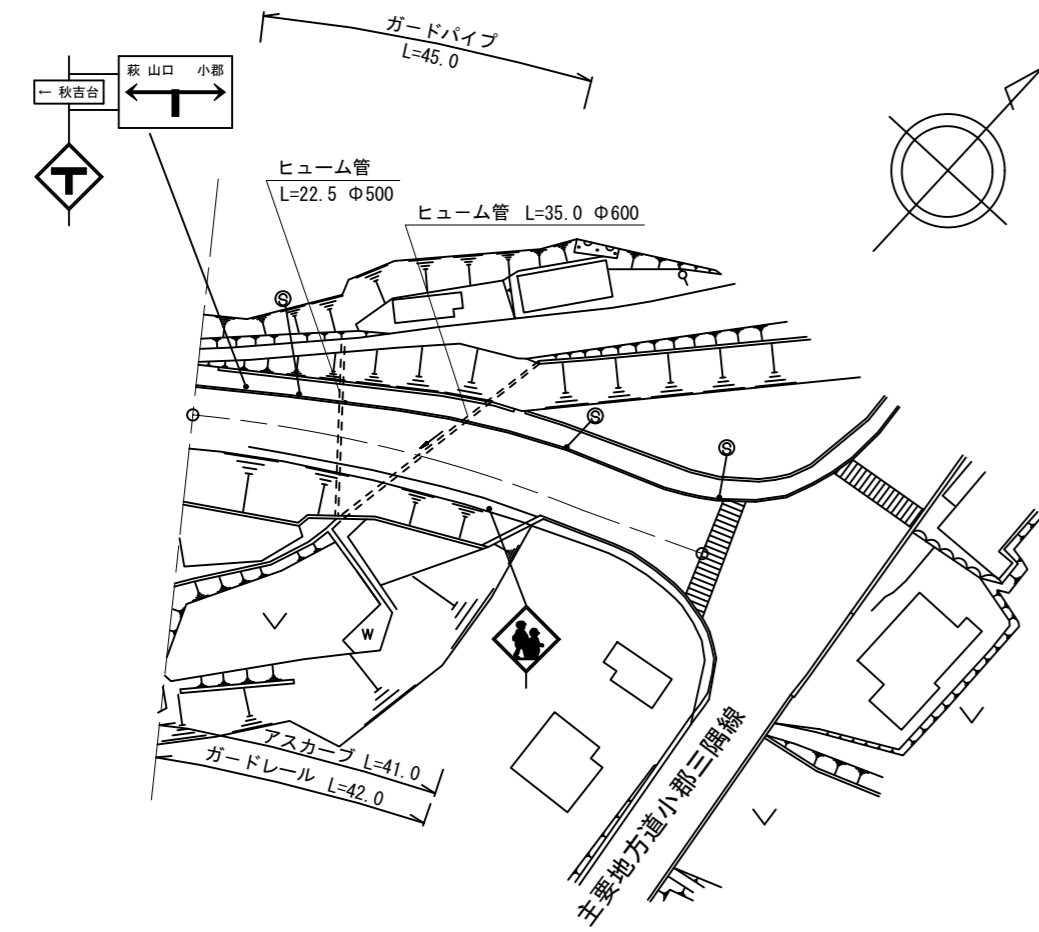 ガードパイプ
L=45.0
萩 山口 小郡
← 秋吉台
ヒューム管
L=22.5 Φ500
ヒューム管 L=35.0 Φ600
S
S
S
W
アスカーブ L=41.0
ガードレール L=42.0
主要地方道小郡三隅線